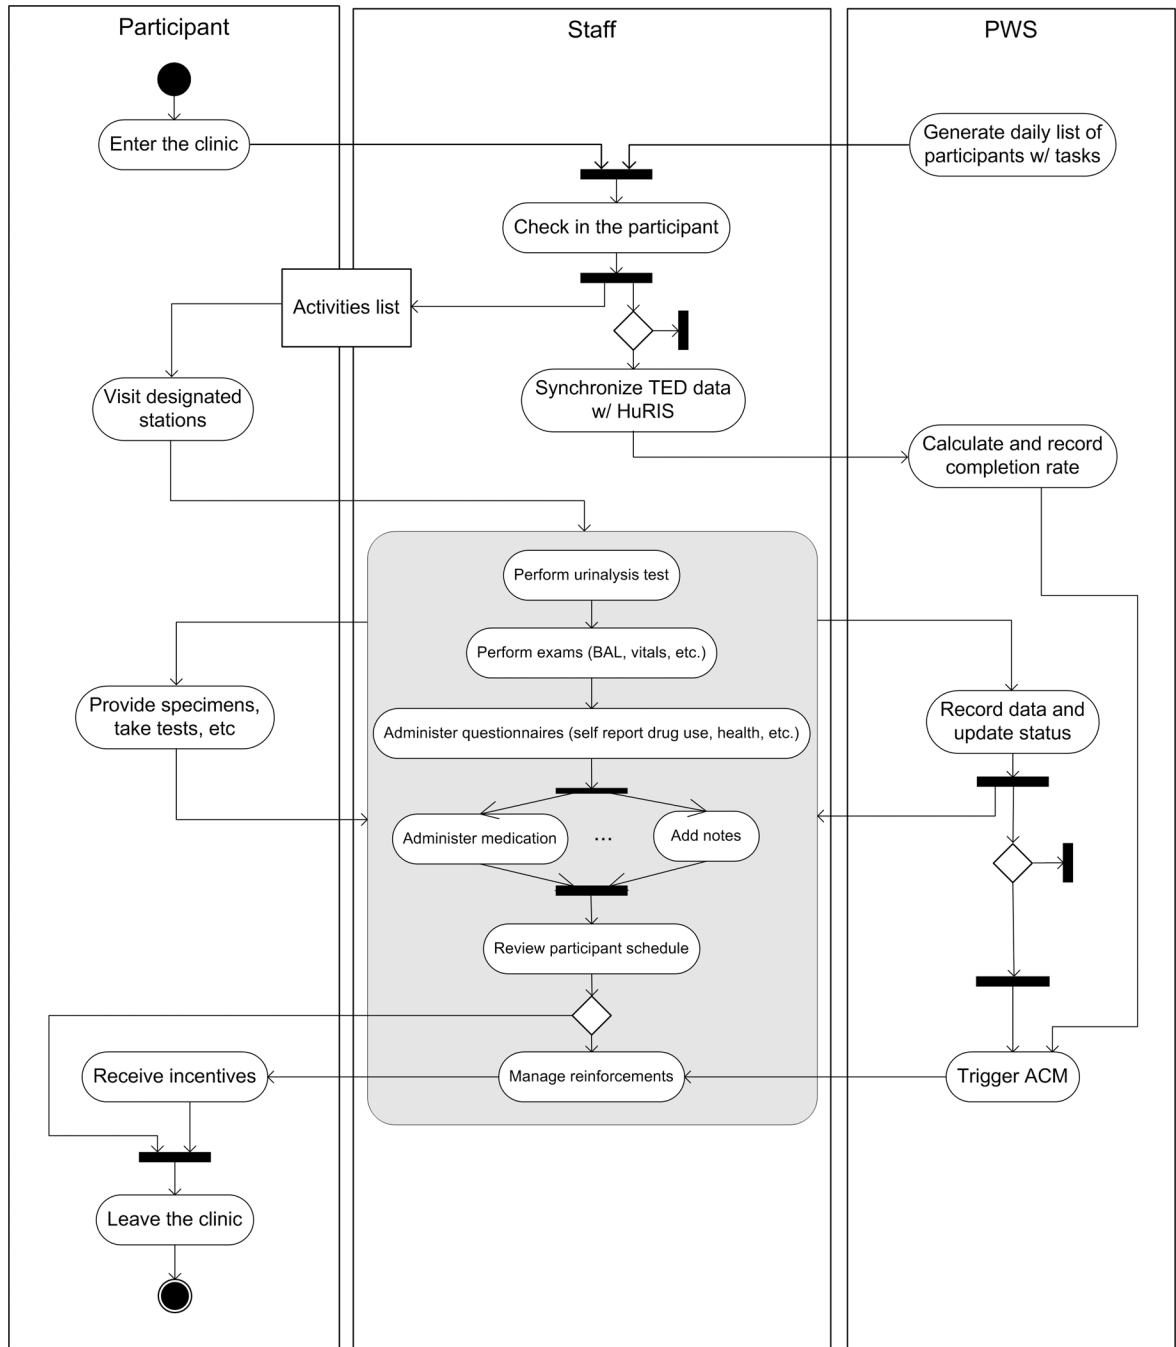 Participant
Staff
PWS
Enter the clinic
Generate daily list of
participants w/ tasks
Check in the participant
Activities list
Visit designated
stations
Synchronize TED data
w/ HuRIS
Calculate and record
completion rate
Perform urinalysis test
Perform exams (BAL, vitals, etc.)
Provide specimens,
take tests, etc
Administer questionnaires (self report drug use, health, etc.)
Record data and
update status
Administer medication
...
Add notes
Review participant schedule
Receive incentives
Manage reinforcements
Trigger ACM
Leave the clinic